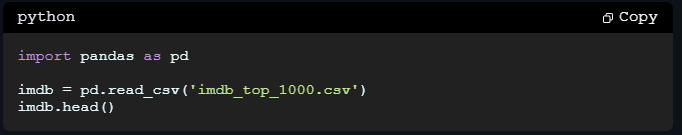 python
Copy
import pandas as pd
imdb = pd.read_csv('imdb_top_1000.csv')
imdb.head()